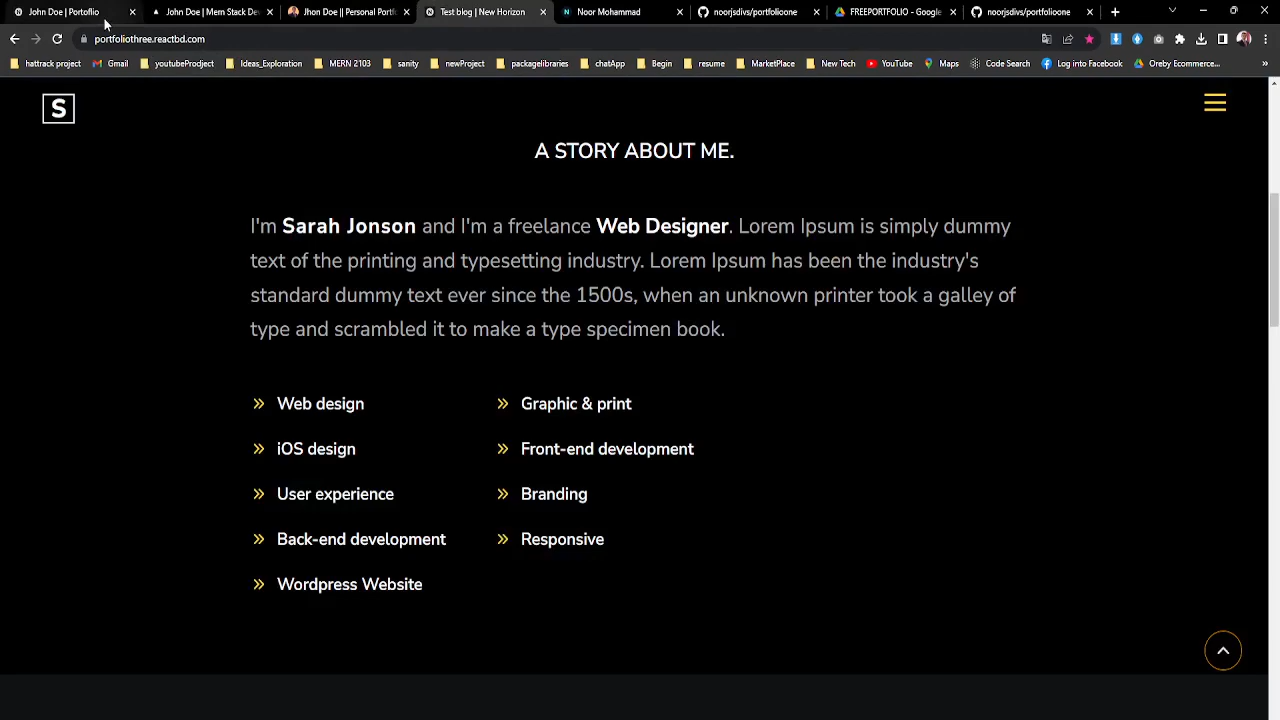 John Doe | Portoflio
John Doe | Mern Stack Dev
Jhon Doe || Personal Portfo
Test blog | New Horizon
Noor Mohammad
noorjsdivs/portfolioone
FREEPORTFOLIO - Google
noorjsdivs/portfolioone
portfoliothree.reactbd.com
hattrack project
Gmail
youtubeProdject
Ideas_Exploration
MERN 2103
sanity
newProject
packagelibraries
chatApp
Begin
resume
MarketPlace
New Tech
YouTube
Maps
Code Search
Log into Facebook
Oreby Ecommerce...
S
A STORY ABOUT ME.
I'm Sarah Jonson and I'm a freelance Web Designer. Lorem Ipsum is simply dummy
text of the printing and typesetting industry. Lorem Ipsum has been the industry's
standard dummy text ever since the 1500s, when an unknown printer took a galley of
type and scrambled it to make a type specimen book.
Web design
Graphic & print
iOS design
Front-end development
User experience
Branding
Back-end development
Responsive
Wordpress Website